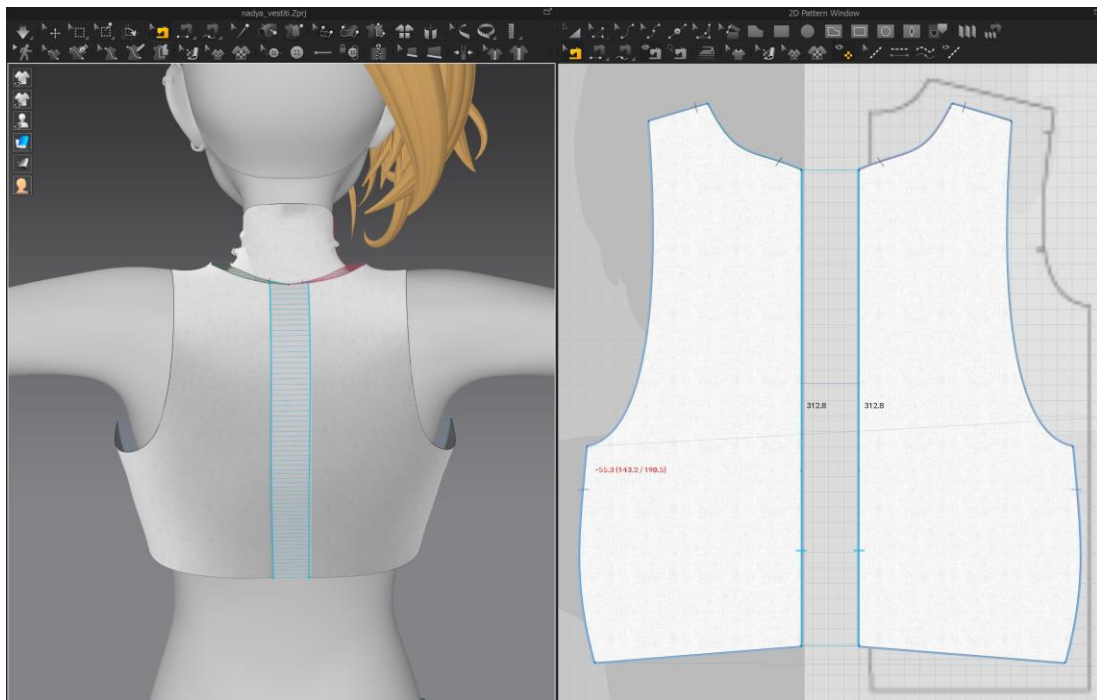 nadya_vestiti.Zprj
2D Pattern Window
312.8
312.8
-55.3 (143.2 / 198.5)